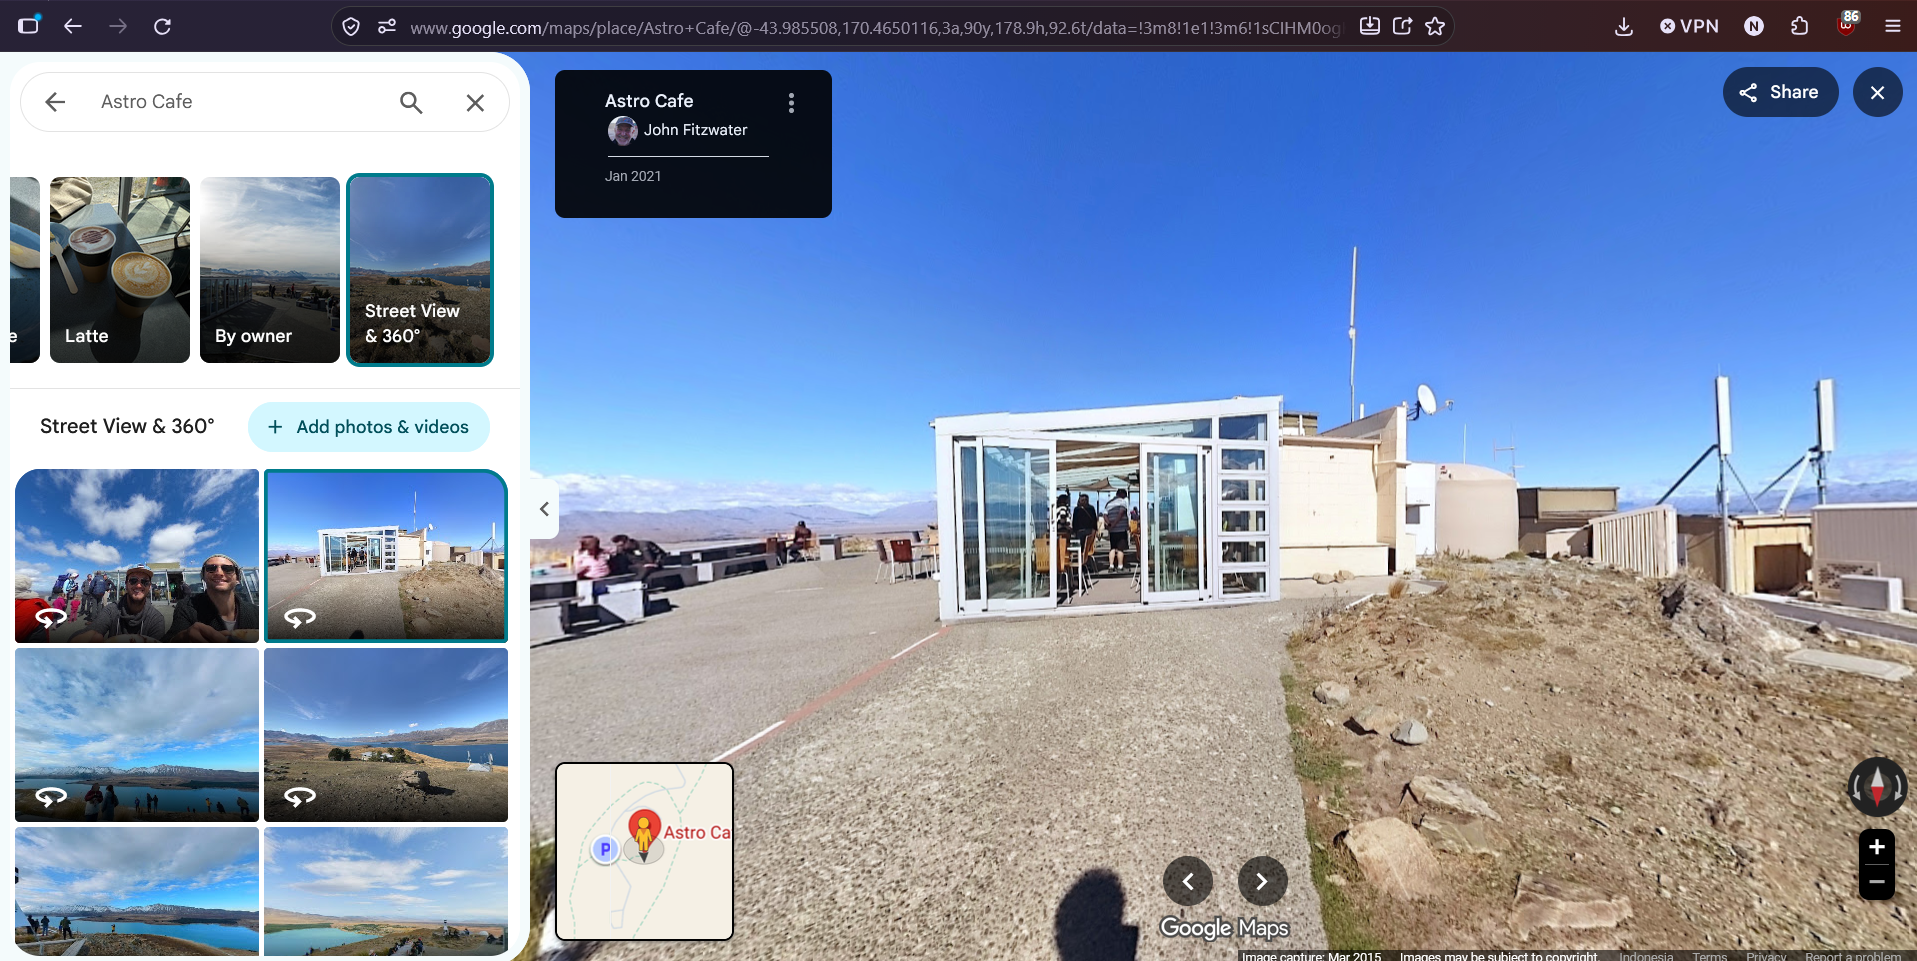 www.google.com/maps/place/Astro+Cafe/@-43.985508,170.4650116,3a,90y,178.9h,92.6t/data=!3m8!1e1!3m6!1sCIHM0og
VPN
N
86
Astro Cafe
e
Latte
By owner
Street View
& 360°
Street View & 360°
+ Add photos & videos
Astro Cafe
John Fitzwater
Jan 2021
Share
P
Astro Ca
Google Maps
Image capture: Mar 2015 Images may be subject to copyright. Indonesia Terms Privacy Report a problem